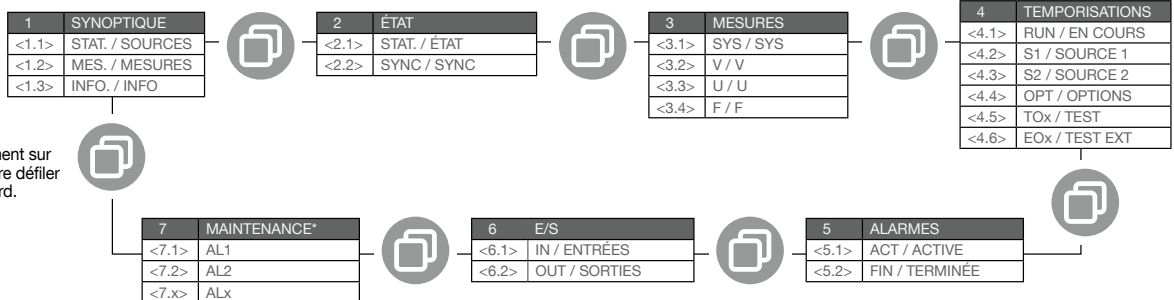 1 SYNOPTIQUE
<1.1> STAT. / SOURCES
<1.2> MES. / MESURES
<1.3> INFO. / INFO
2 ÉTAT
<2.1> STAT. / ÉTAT
<2.2> SYNC / SYNC
3 MESURES
<3.1> SYS / SYS
<3.2> V / V
<3.3> U / U
<3.4> F / F
4 TEMPORISATIONS
<4.1> RUN / EN COURS
<4.2> S1 / SOURCE 1
<4.3> S2 / SOURCE 2
<4.4> OPT / OPTIONS
<4.5> TOx / TEST
<4.6> EOx / TEST EXT
ment sur
re défiler
rd.
7 MAINTENANCE*
<7.1> AL1
<7.2> AL2
<7.x> ALx
6 E/S
<6.1> IN / ENTRÉES
<6.2> OUT / SORTIES
5 ALARMES
<5.1> ACT / ACTIVE
<5.2> FIN / TERMINÉE